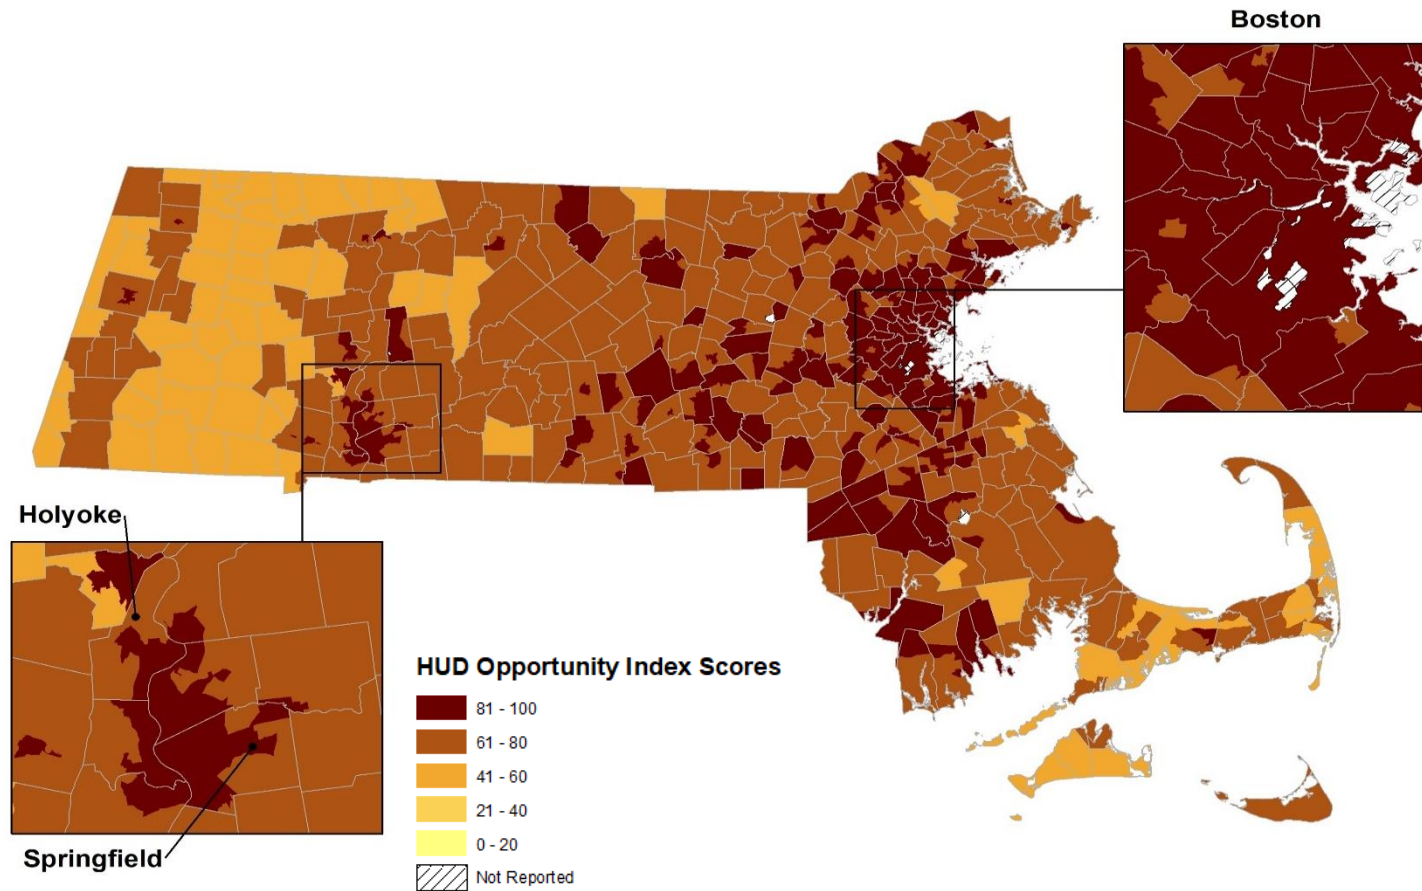 Boston
Holyoke
Springfield
HUD Opportunity Index Scores
81 - 100
61 - 80
41 - 60
21 - 40
0 - 20
Not Reported